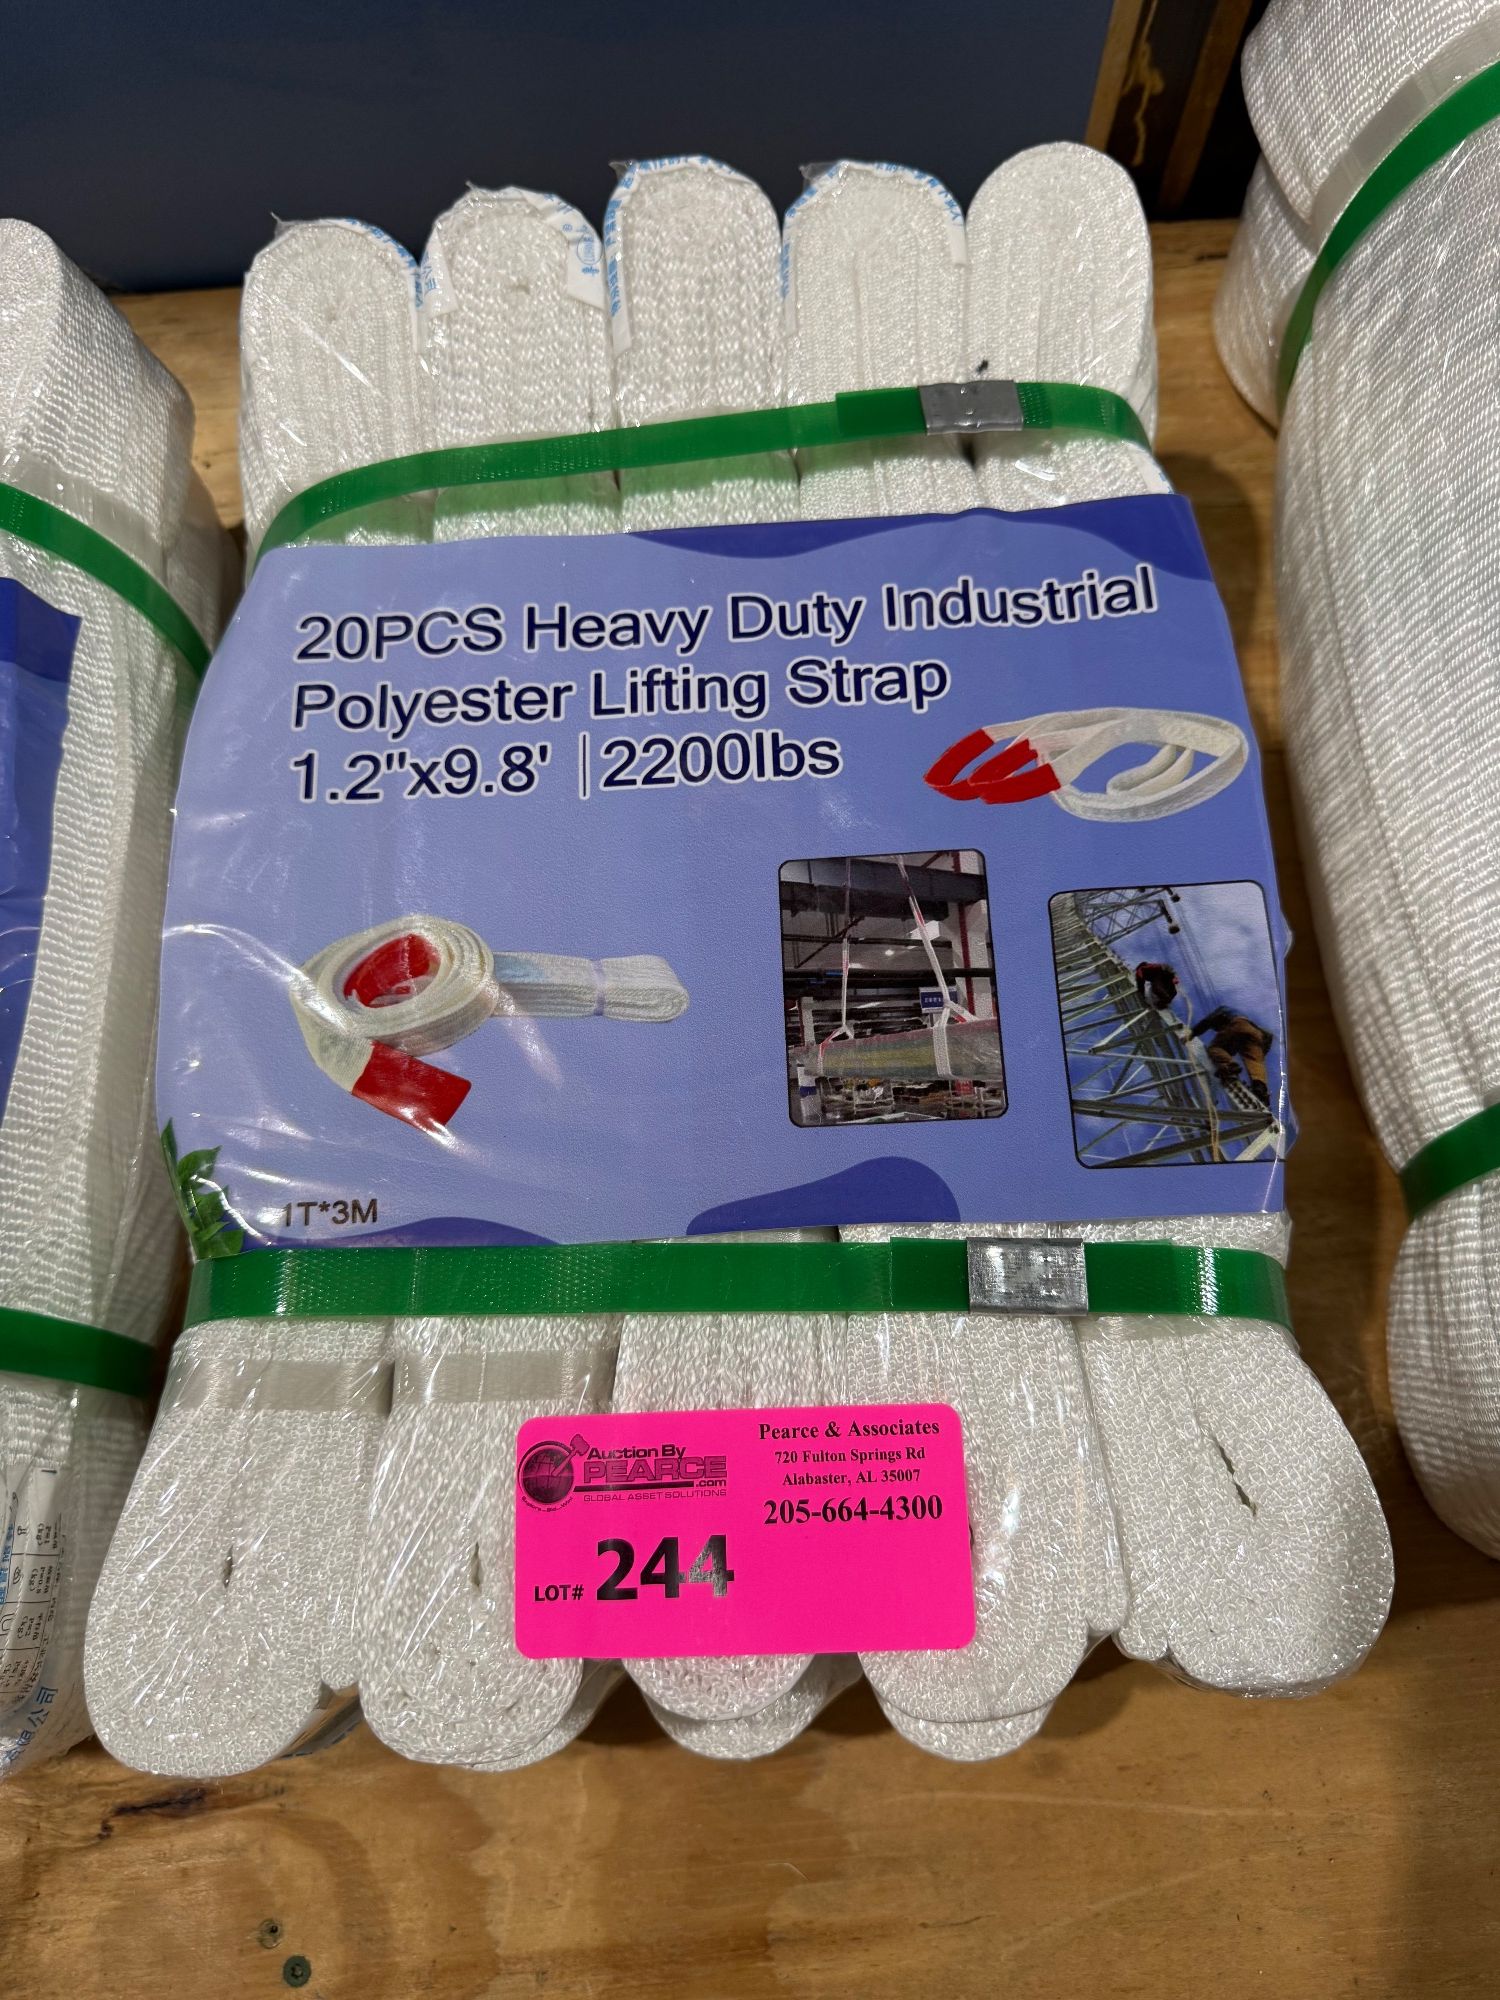 20PCS Heavy Duty Industrial
Polyester Lifting Strap
1.2"x9.8' | 2200lbs
1T*3M
Auction By
PEARCE
.com
GLOBAL ASSET SOLUTIONS
Pearce & Associates
720 Fulton Springs Rd
Alabaster, AL 35007
205-664-4300
LOT# 244